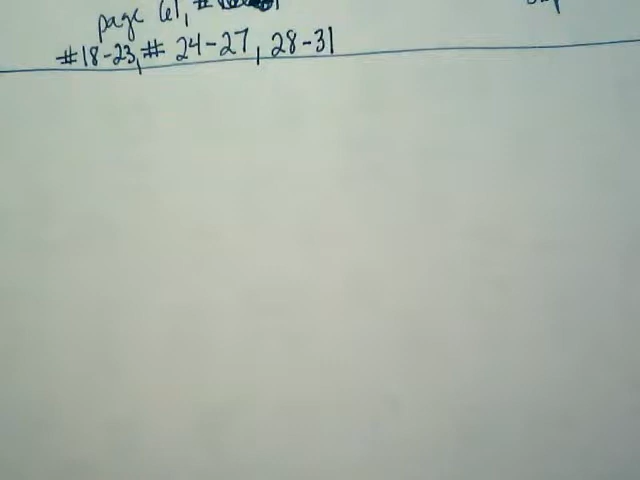 page 61, #
#18-23, # 24-27, 28-31